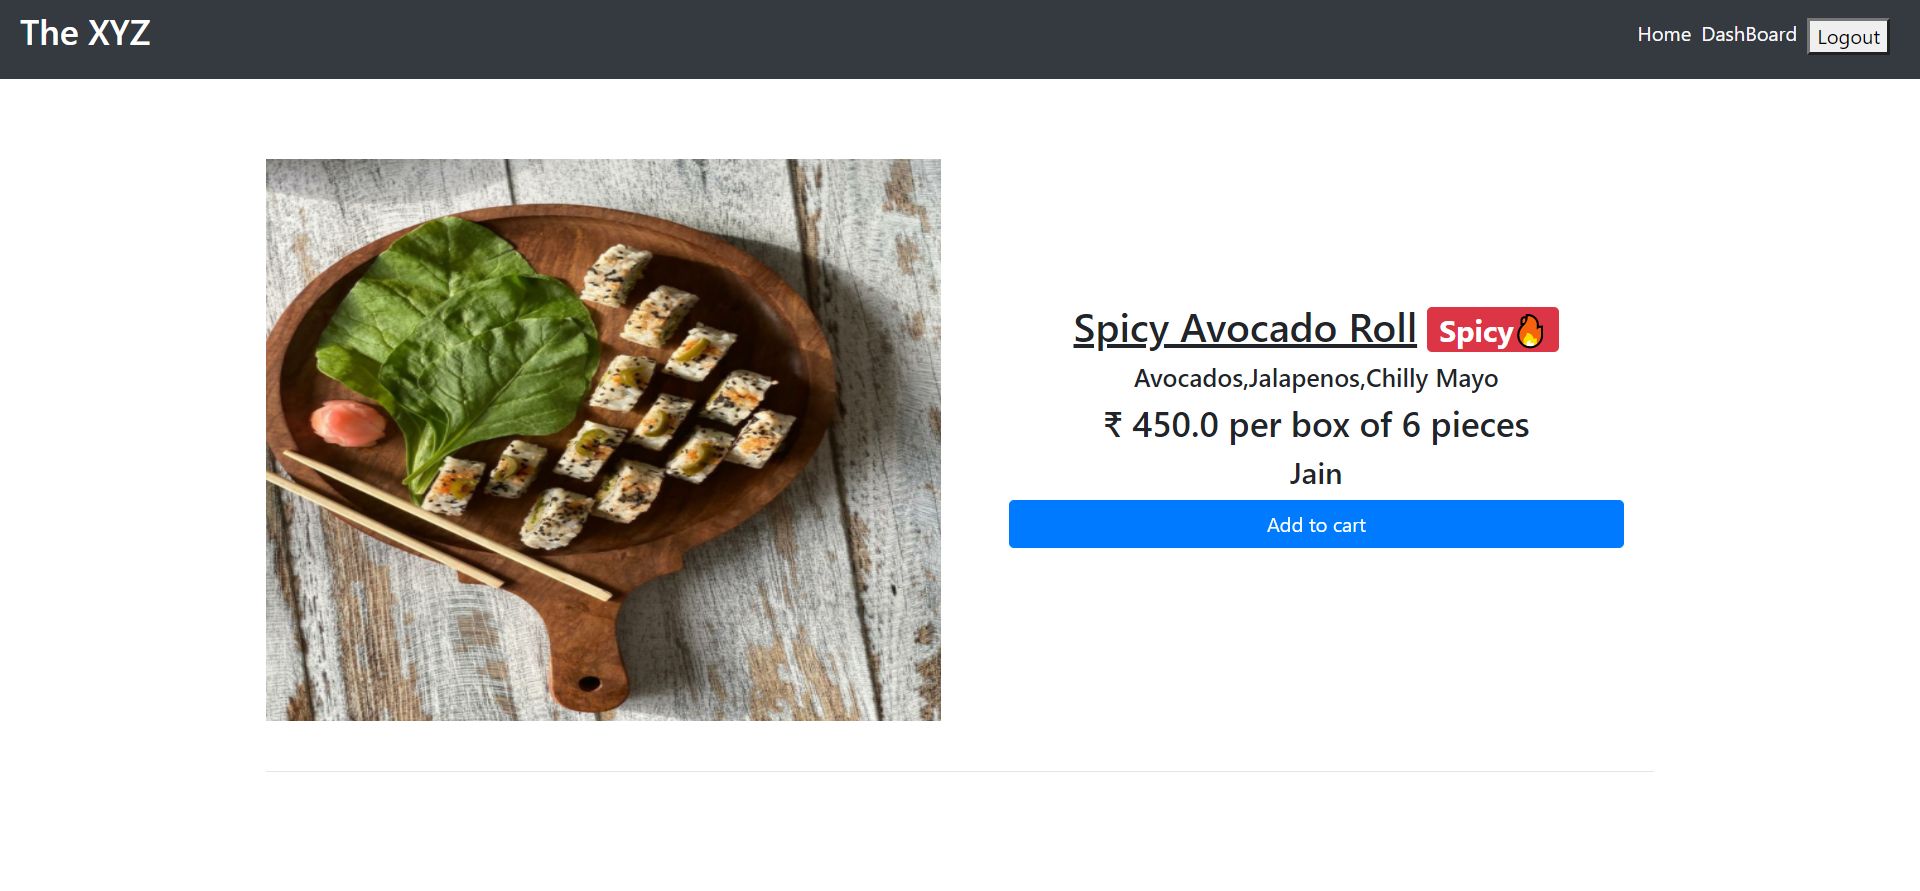 The XYZ
Home DashBoard Logout
Spicy Avocado Roll Spicy🔥
Avocados,Jalapenos,Chilly Mayo
₹ 450.0 per box of 6 pieces
Jain
Add to cart